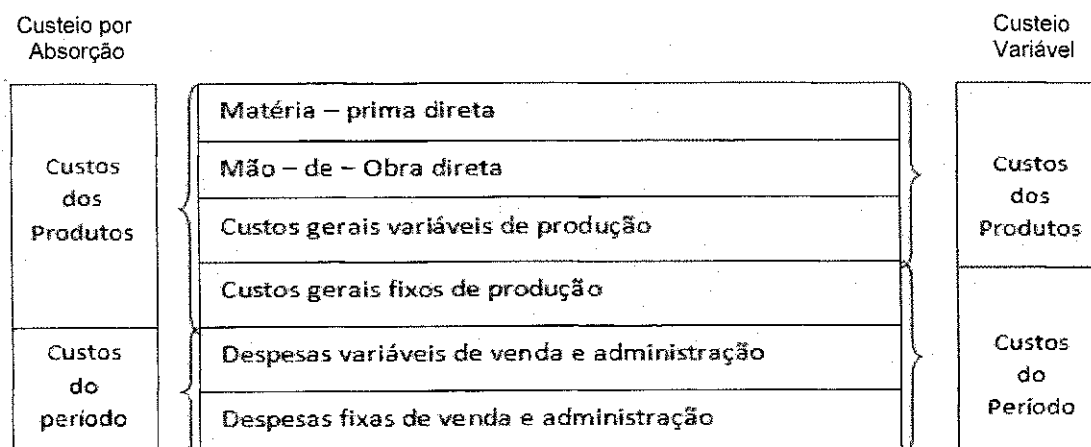 Custeio por
Absorção
Custeio
Variável
Custos
dos
Produtos
Custos
do
período
Matéria – prima direta
Mão – de – Obra direta
Custos gerais variáveis de produção
Custos gerais fixos de produção
Despesas variáveis de venda e administração
Despesas fixas de venda e administração
Custos
dos
Produtos
Custos
do
Período